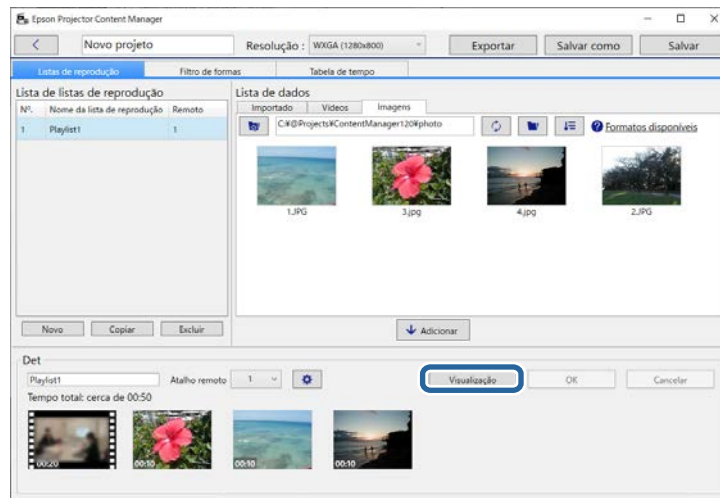 Epson Projector Content Manager
Novo projeto Resolução : WXGA (1280x800) Exportar Salvar como Salvar
Listas de reprodução Filtro de formas Tabela de tempo
Lista de listas de reprodução
Nº. Nome da lista de reprodução Remoto
1 Playlist1 1
Lista de dados
Importado Vídeos Imagens
C:¥@Projects¥ContentManager120¥photo Formatos disponíveis
1.JPG 3.jpg 4.jpg 2.JPG
Novo Copiar Excluir
Adicionar
Det
Playlist1 Atalho remoto 1 Visualização OK Cancelar
Tempo total: cerca de 00:50
00:20 00:10 00:10 00:10